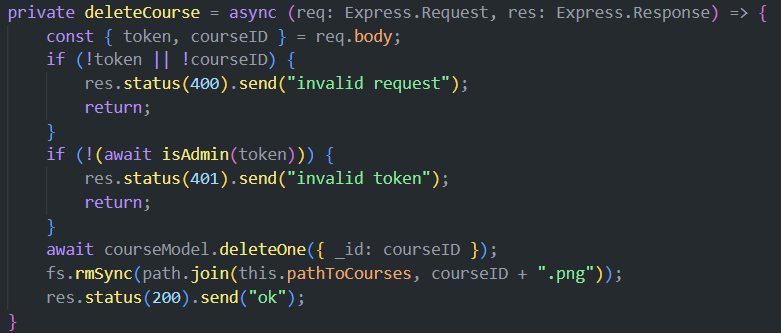 private deleteCourse = async (req: Express.Request, res: Express.Response) => {
    const { token, courseID } = req.body;
    if (!token || !courseID) {
        res.status(400).send("invalid request");
        return;
    }
    if (!(await isAdmin(token))) {
        res.status(401).send("invalid token");
        return;
    }
    await courseModel.deleteOne({ _id: courseID });
    fs.rmSync(path.join(this.pathToCourses, courseID + ".png"));
    res.status(200).send("ok");
}